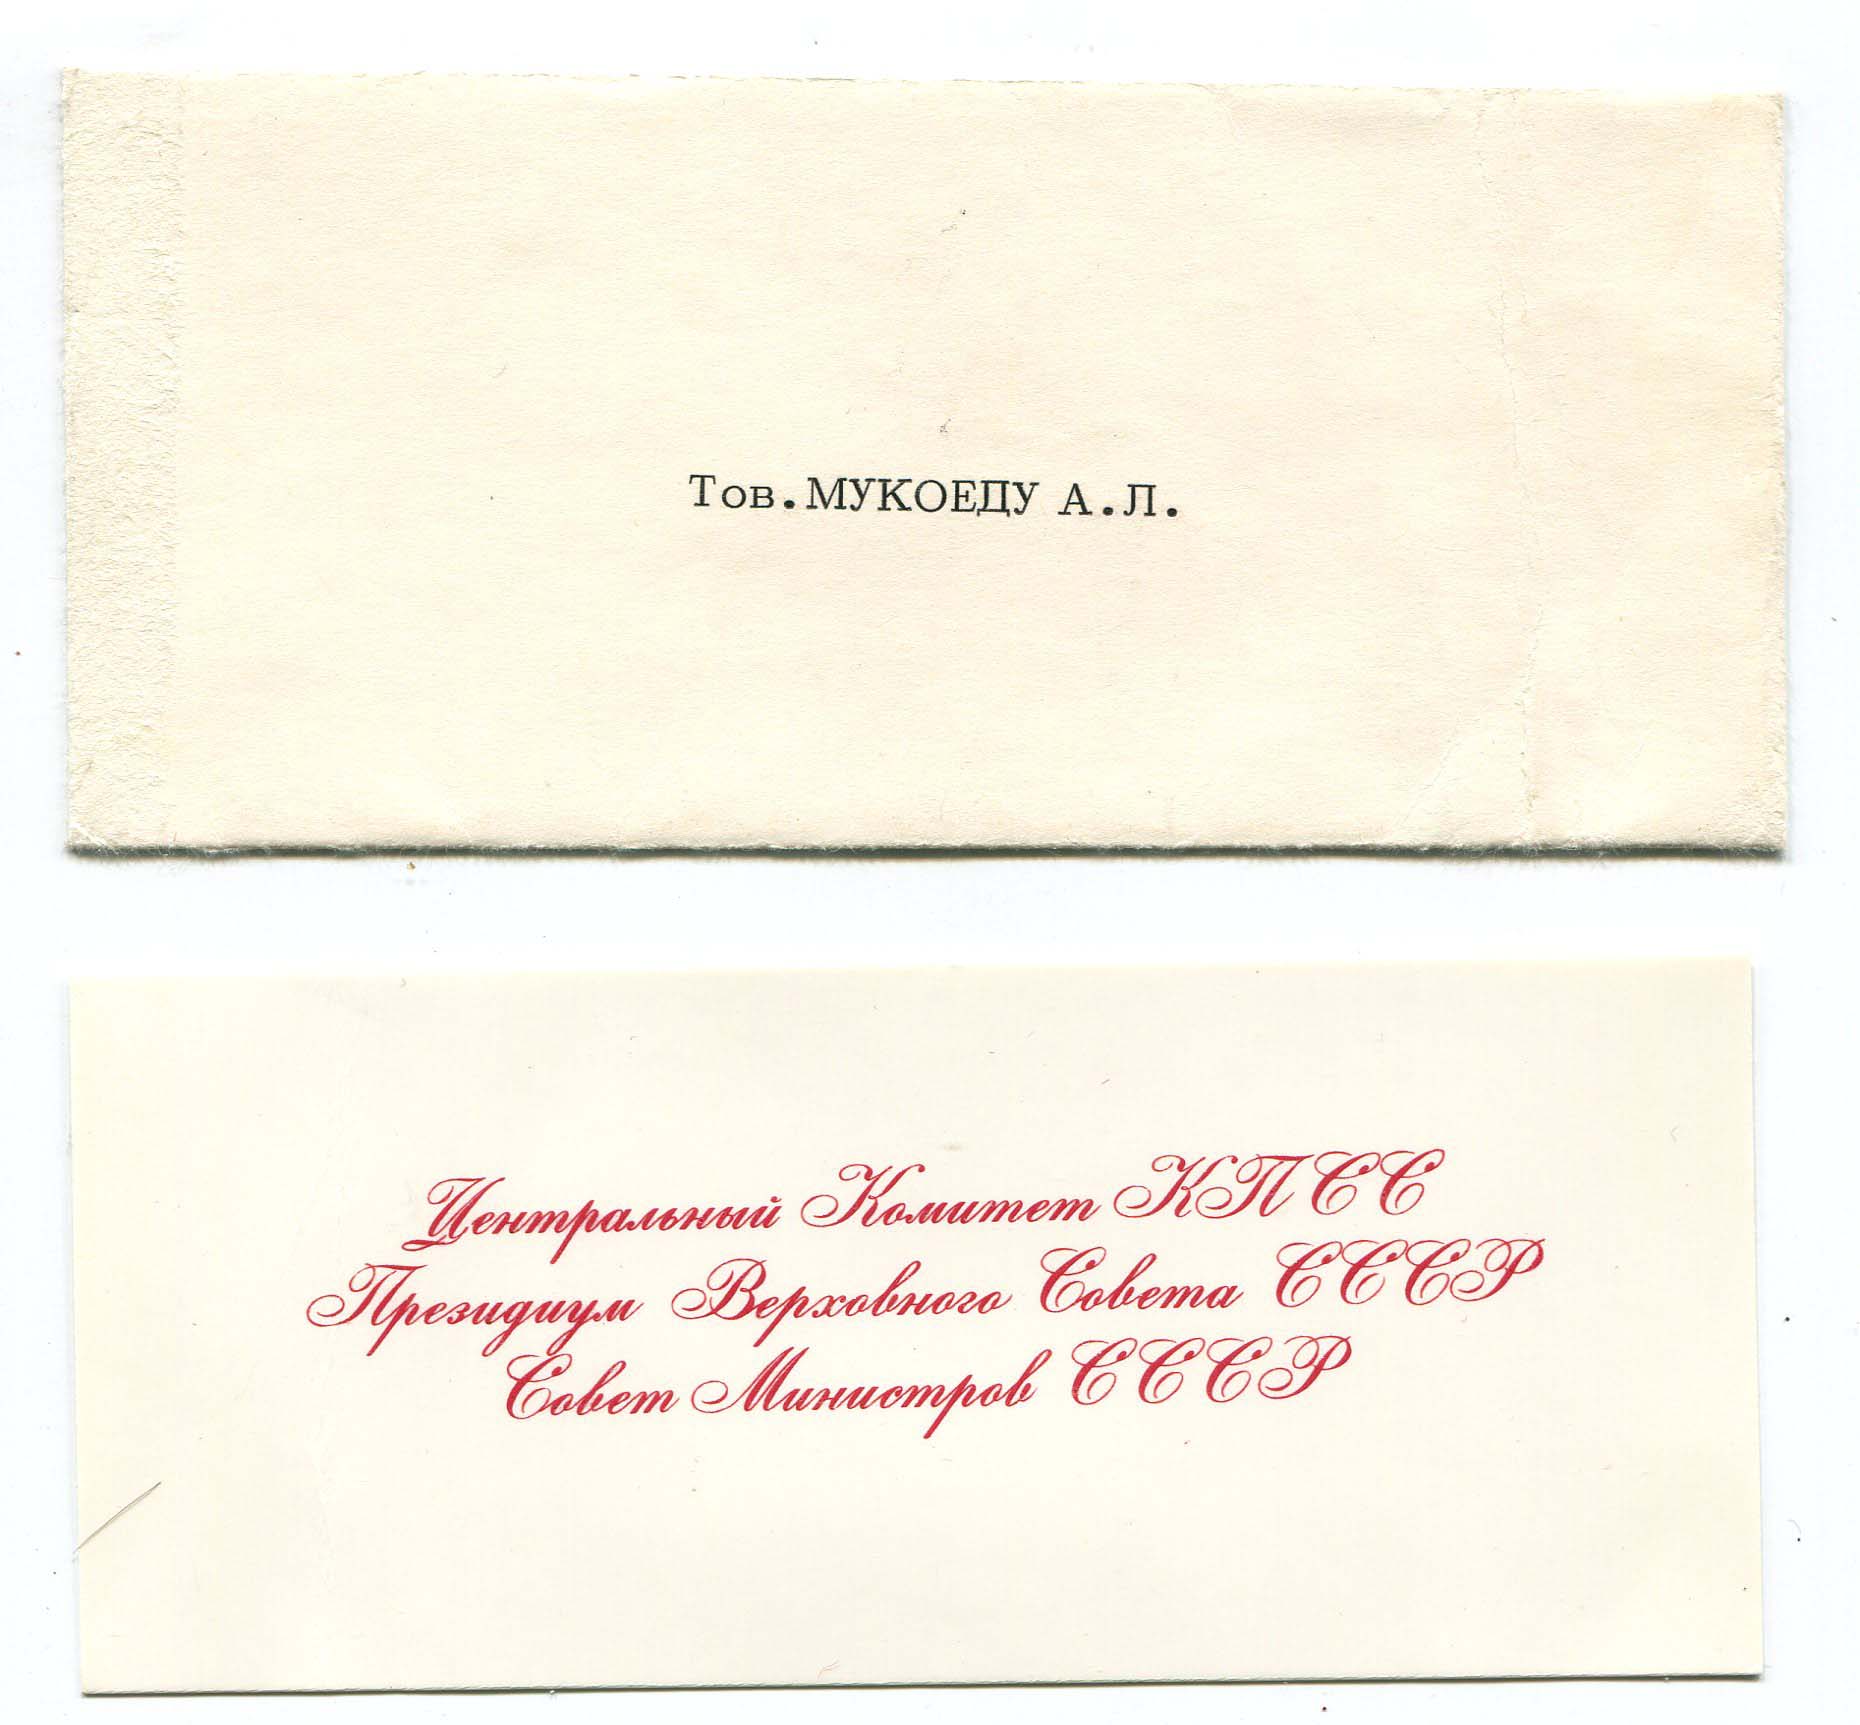 Тов.МУКОЕДУ А.Л.
Центральный Комитет КПСС
Президиум Верховного Совета СССР
Совет Министров СССР